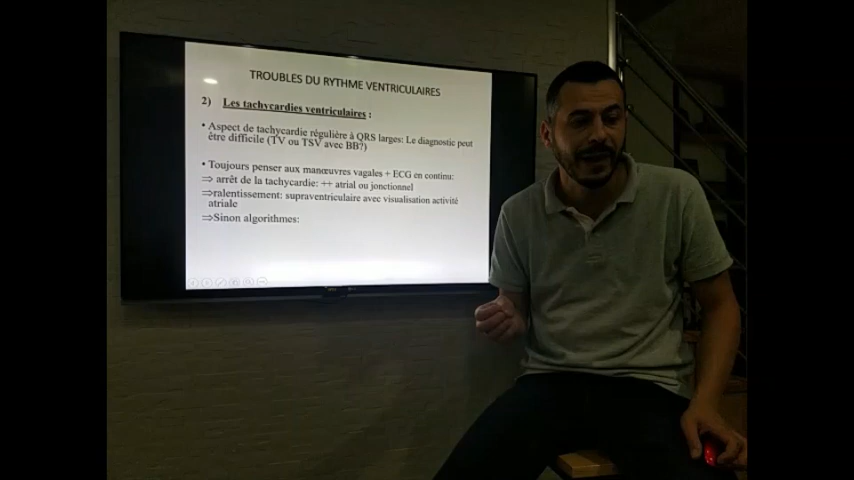 TROUBLES DU RYTHME VENTRICULAIRES
2) Les tachycardies ventriculaires :
• Aspect de tachycardie régulière à QRS larges: Le diagnostic peut
être difficile (TV ou TSV avec BB?)
• Toujours penser aux manœuvres vagales + ECG en continu:
⇒ arrêt de la tachycardie: ++ atrial ou jonctionnel
⇒ralentissement: supraventriculaire avec visualisation activité
atriale
⇒Sinon algorithmes: